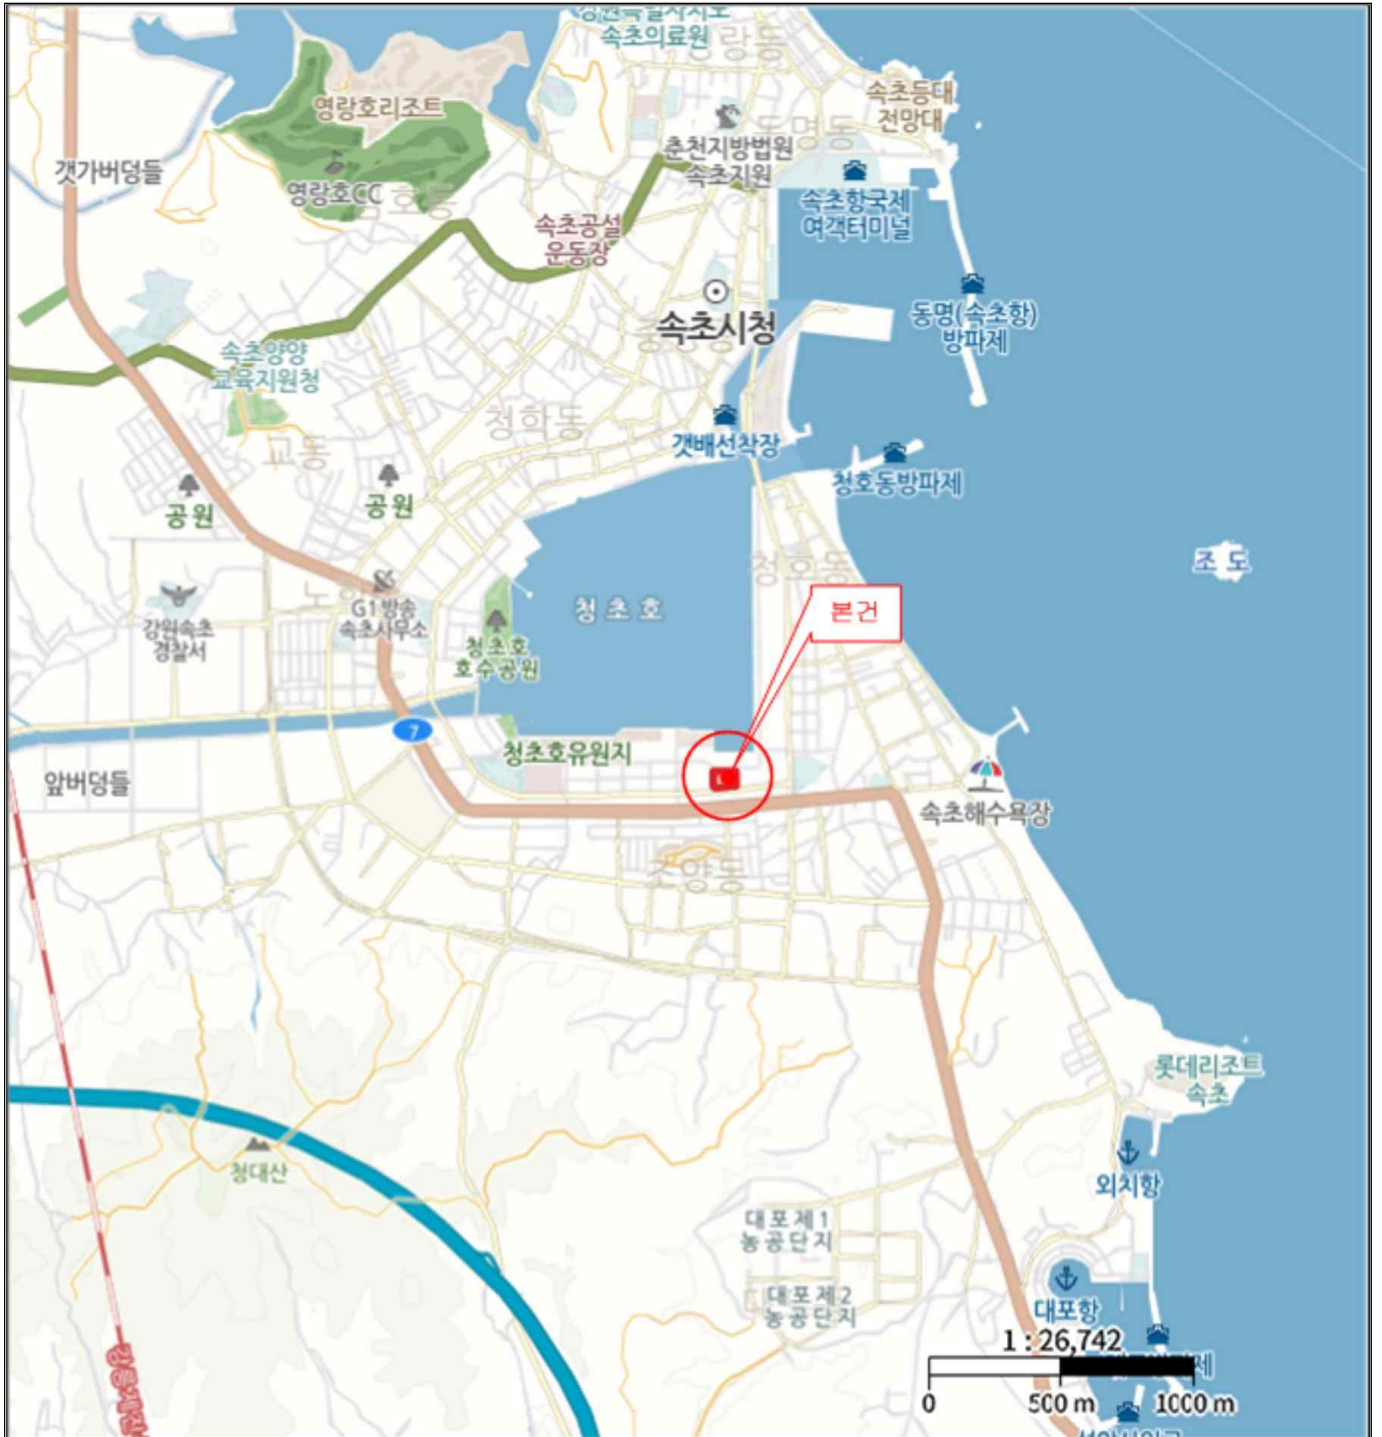 속초의료원
영랑호리조트
속초등대
전망대
동명동
춘천지방법원
속초지원
갯가버덩들
영랑호CC
속초항국제
여객터미널
속초공설
운동장
동명(속초항)
방파제
속초시청
속초양양
교육지원청
청학동
교동
갯배선착장
청호동방파제
공원
공원
조도
청호동
G1방송
속초사무소
강원속초
경찰서
청초호
본건
청초호
호수공원
7
청초호유원지
앞버덩들
속초해수욕장
조양동
롯데리조트
속초
청대산
외치항
대포제1
농공단지
대포제2
농공단지
대포항
1 : 26,742
0
500 m
1000 m